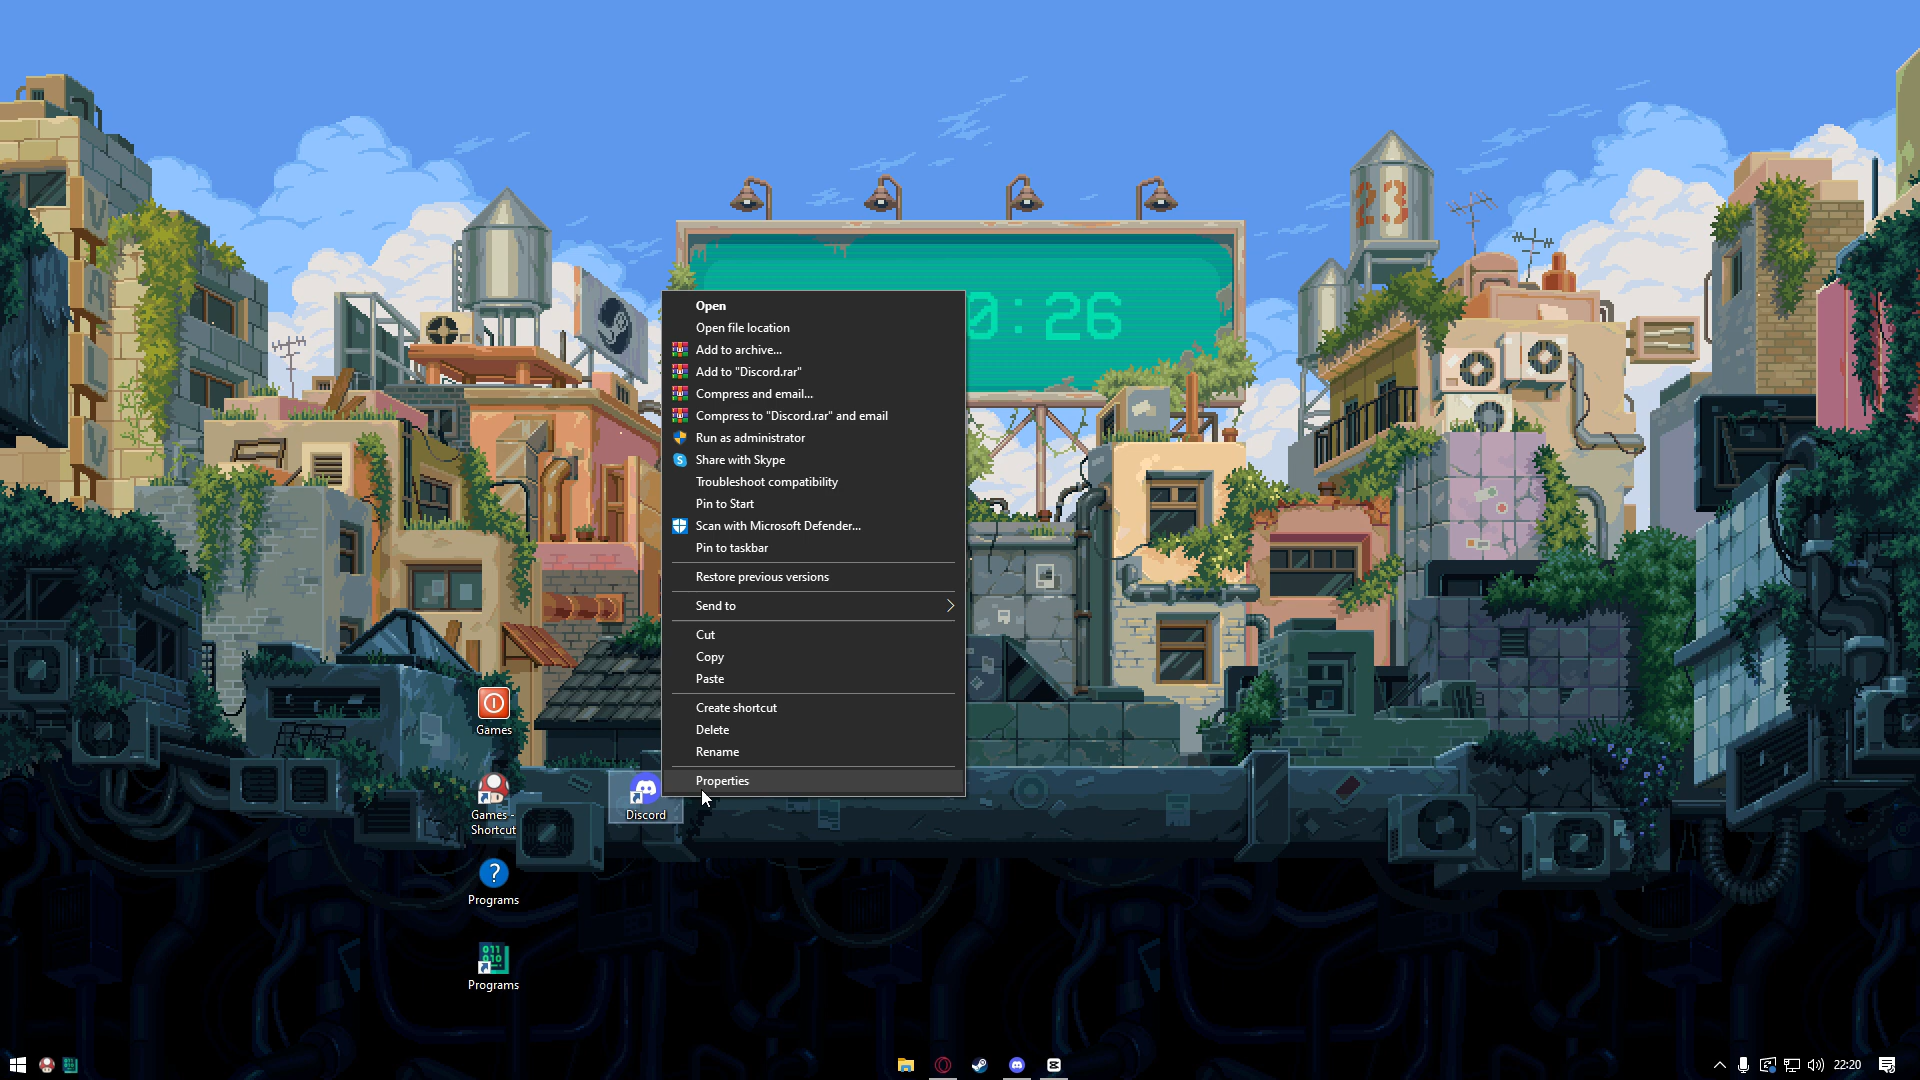 23
0:26
Open
Open file location
Add to archive...
Add to "Discord.rar"
Compress and email...
Compress to "Discord.rar" and email
Run as administrator
Share with Skype
Troubleshoot compatibility
Pin to Start
Scan with Microsoft Defender...
Pin to taskbar
Restore previous versions
Send to
Cut
Copy
Paste
Create shortcut
Delete
Rename
Properties
Games
Games -
Shortcut
Discord
Programs
011
010
Programs
22:20